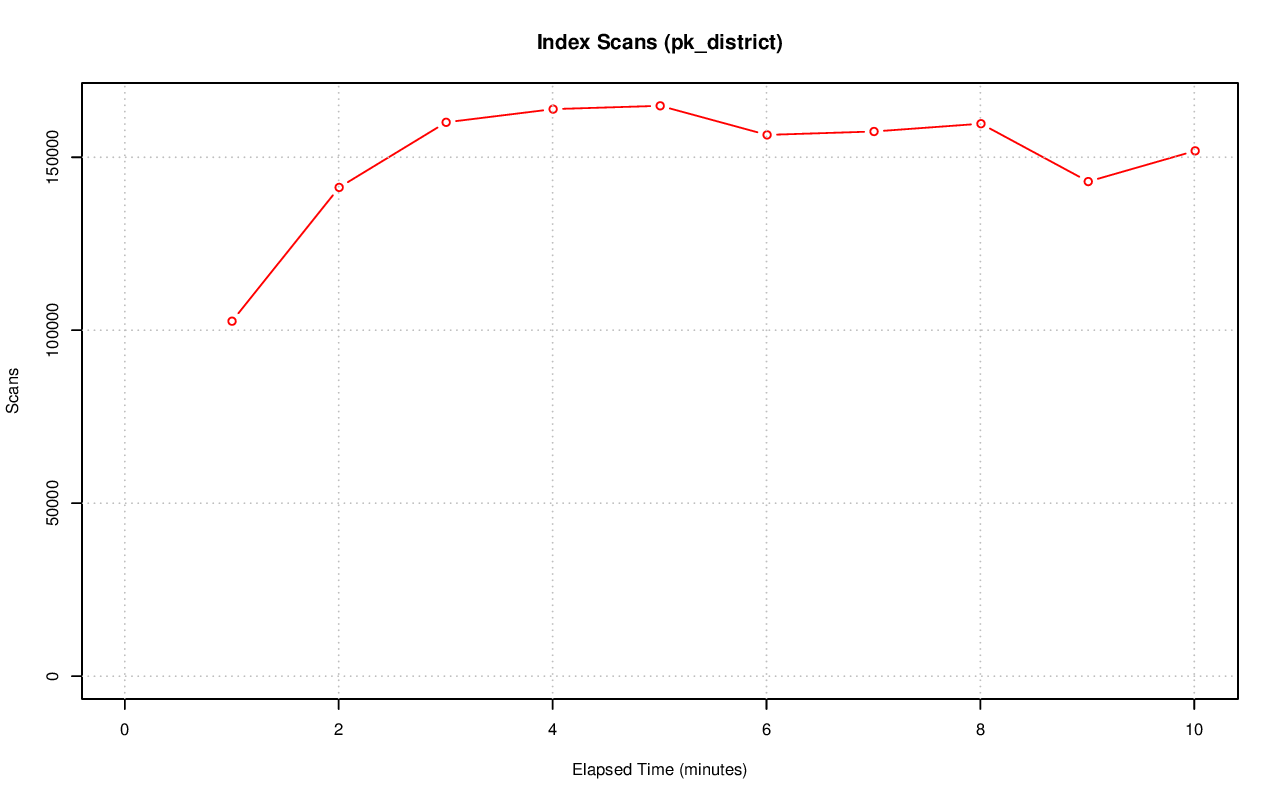 Index Scans (pk_district)
Scans
150000
100000
50000
0
0 2 4 6 8 10
Elapsed Time (minutes)